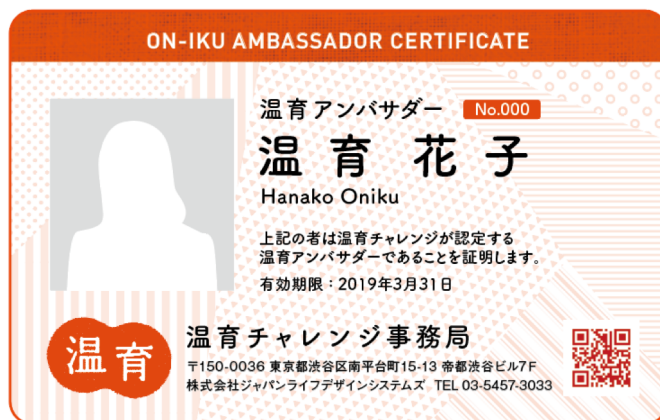 ON-IKU AMBASSADOR CERTIFICATE
温育アンバサダー No.000
温育 花子
Hanako Oniku
上記の者は温育チャレンジが認定する
温育アンバサダーであることを証明します。
有効期限：2019年3月31日
温育
温育チャレンジ事務局
〒150-0036 東京都渋谷区南平台町15-13 帝都渋谷ビル7F
株式会社ジャパンライフデザインシステムズ TEL 03-5457-3033